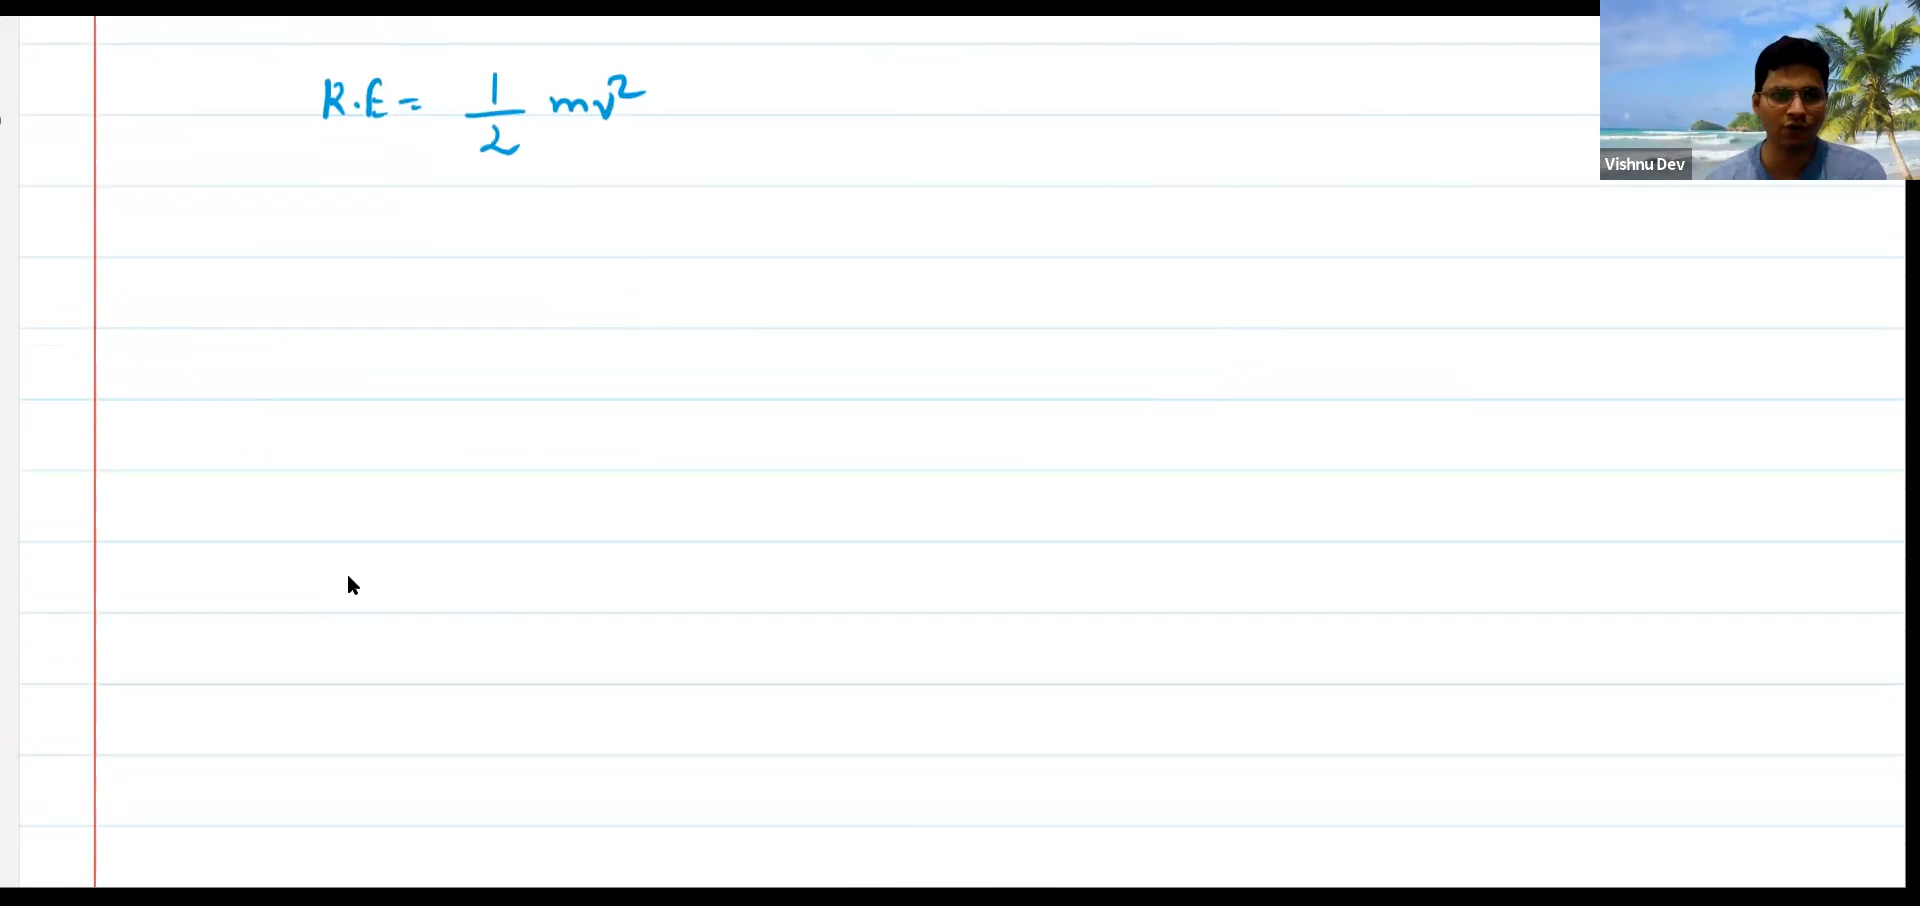 K.E = 1/2 mv²
Vishnu Dev